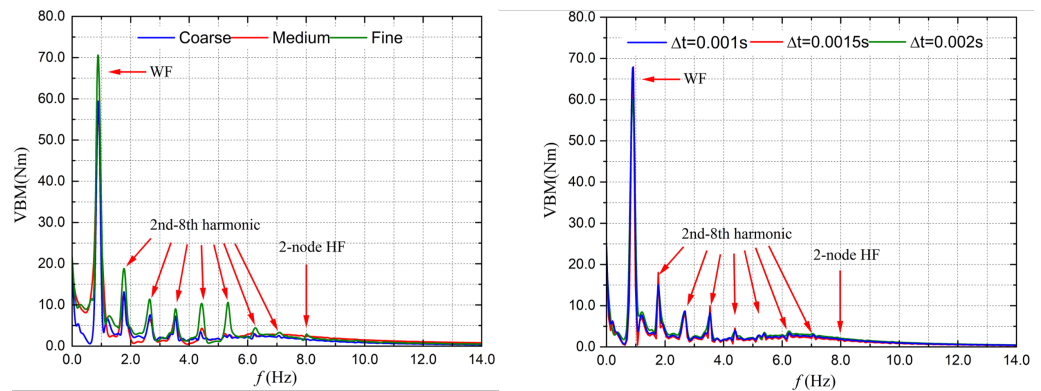 80.0
70.0
60.0
50.0
40.0
30.0
20.0
10.0
0.0
VBM(Nm)
Coarse Medium Fine
WF
2nd-8th harmonic
2-node HF
0.0 2.0 4.0 6.0 8.0 10.0 12.0 14.0
f (Hz)
80.0
70.0
60.0
50.0
40.0
30.0
20.0
10.0
0.0
VBM(Nm)
Δt=0.001s Δt=0.0015s Δt=0.002s
WF
2nd-8th harmonic
2-node HF
0.0 2.0 4.0 6.0 8.0 10.0 12.0 14.0
f (Hz)